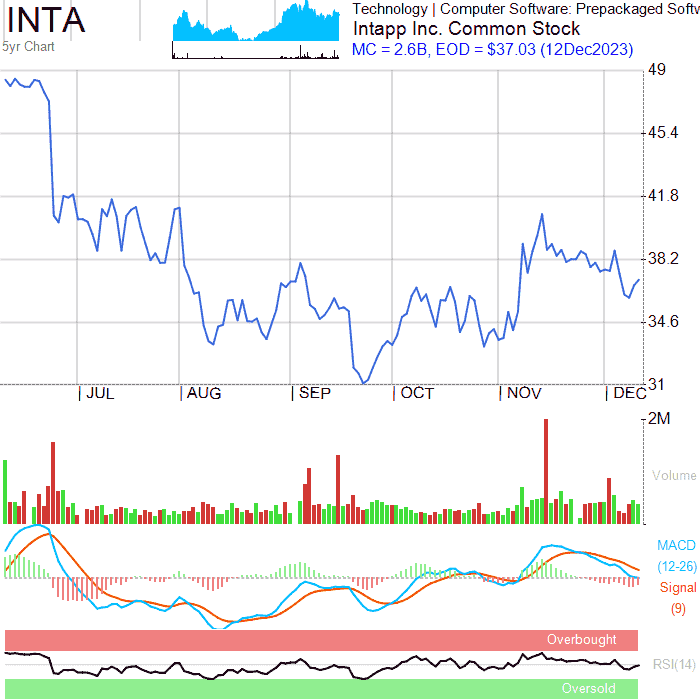 INTA
5yr Chart
Technology | Computer Software: Prepackaged Softw
Intapp Inc. Common Stock
MC = 2.6B, EOD = $37.03 (12Dec2023)
49
45.4
41.8
38.2
34.6
31
| JUL | AUG | SEP | OCT | NOV | DEC
2M
Volume
MACD
(12-26)
Signal
(9)
Overbought
RSI(14)
Oversold